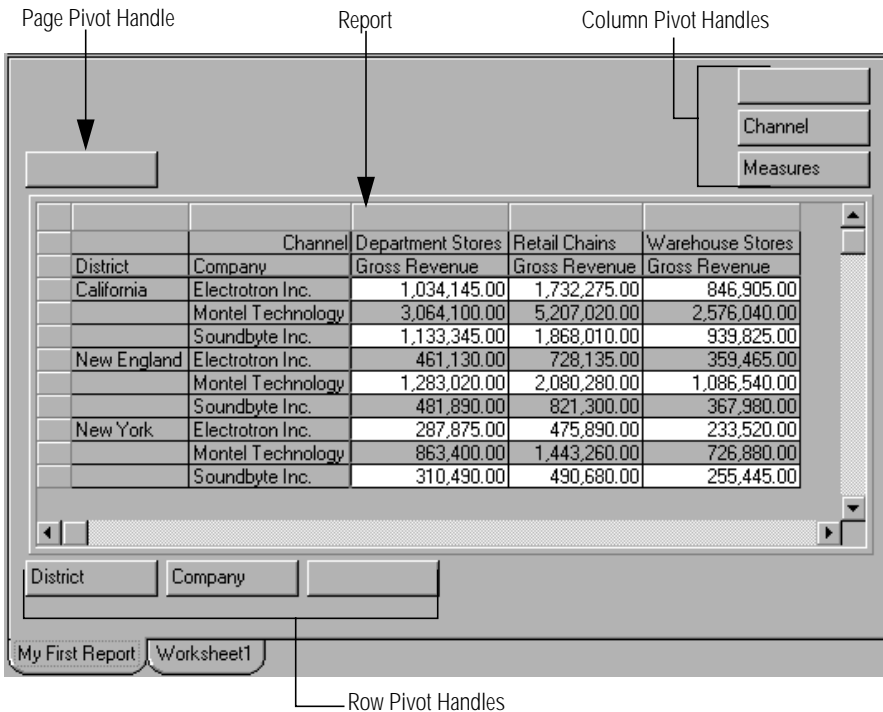 Page Pivot Handle Report Column Pivot Handles
Channel
Measures
Channel Department Stores Retail Chains Warehouse Stores
District Company Gross Revenue Gross Revenue Gross Revenue
California Electrotron Inc. 1,034,145.00 1,732,275.00 846,905.00
Montel Technology 3,064,100.00 5,207,020.00 2,576,040.00
Soundbyte Inc. 1,133,345.00 1,868,010.00 939,825.00
New England Electrotron Inc. 461,130.00 728,135.00 359,465.00
Montel Technology 1,283,020.00 2,080,280.00 1,086,540.00
Soundbyte Inc. 481,890.00 821,300.00 367,980.00
New York Electrotron Inc. 287,875.00 475,890.00 233,520.00
Montel Technology 863,400.00 1,443,260.00 726,880.00
Soundbyte Inc. 310,490.00 490,680.00 255,445.00
District Company
My First Report Worksheet1
Row Pivot Handles